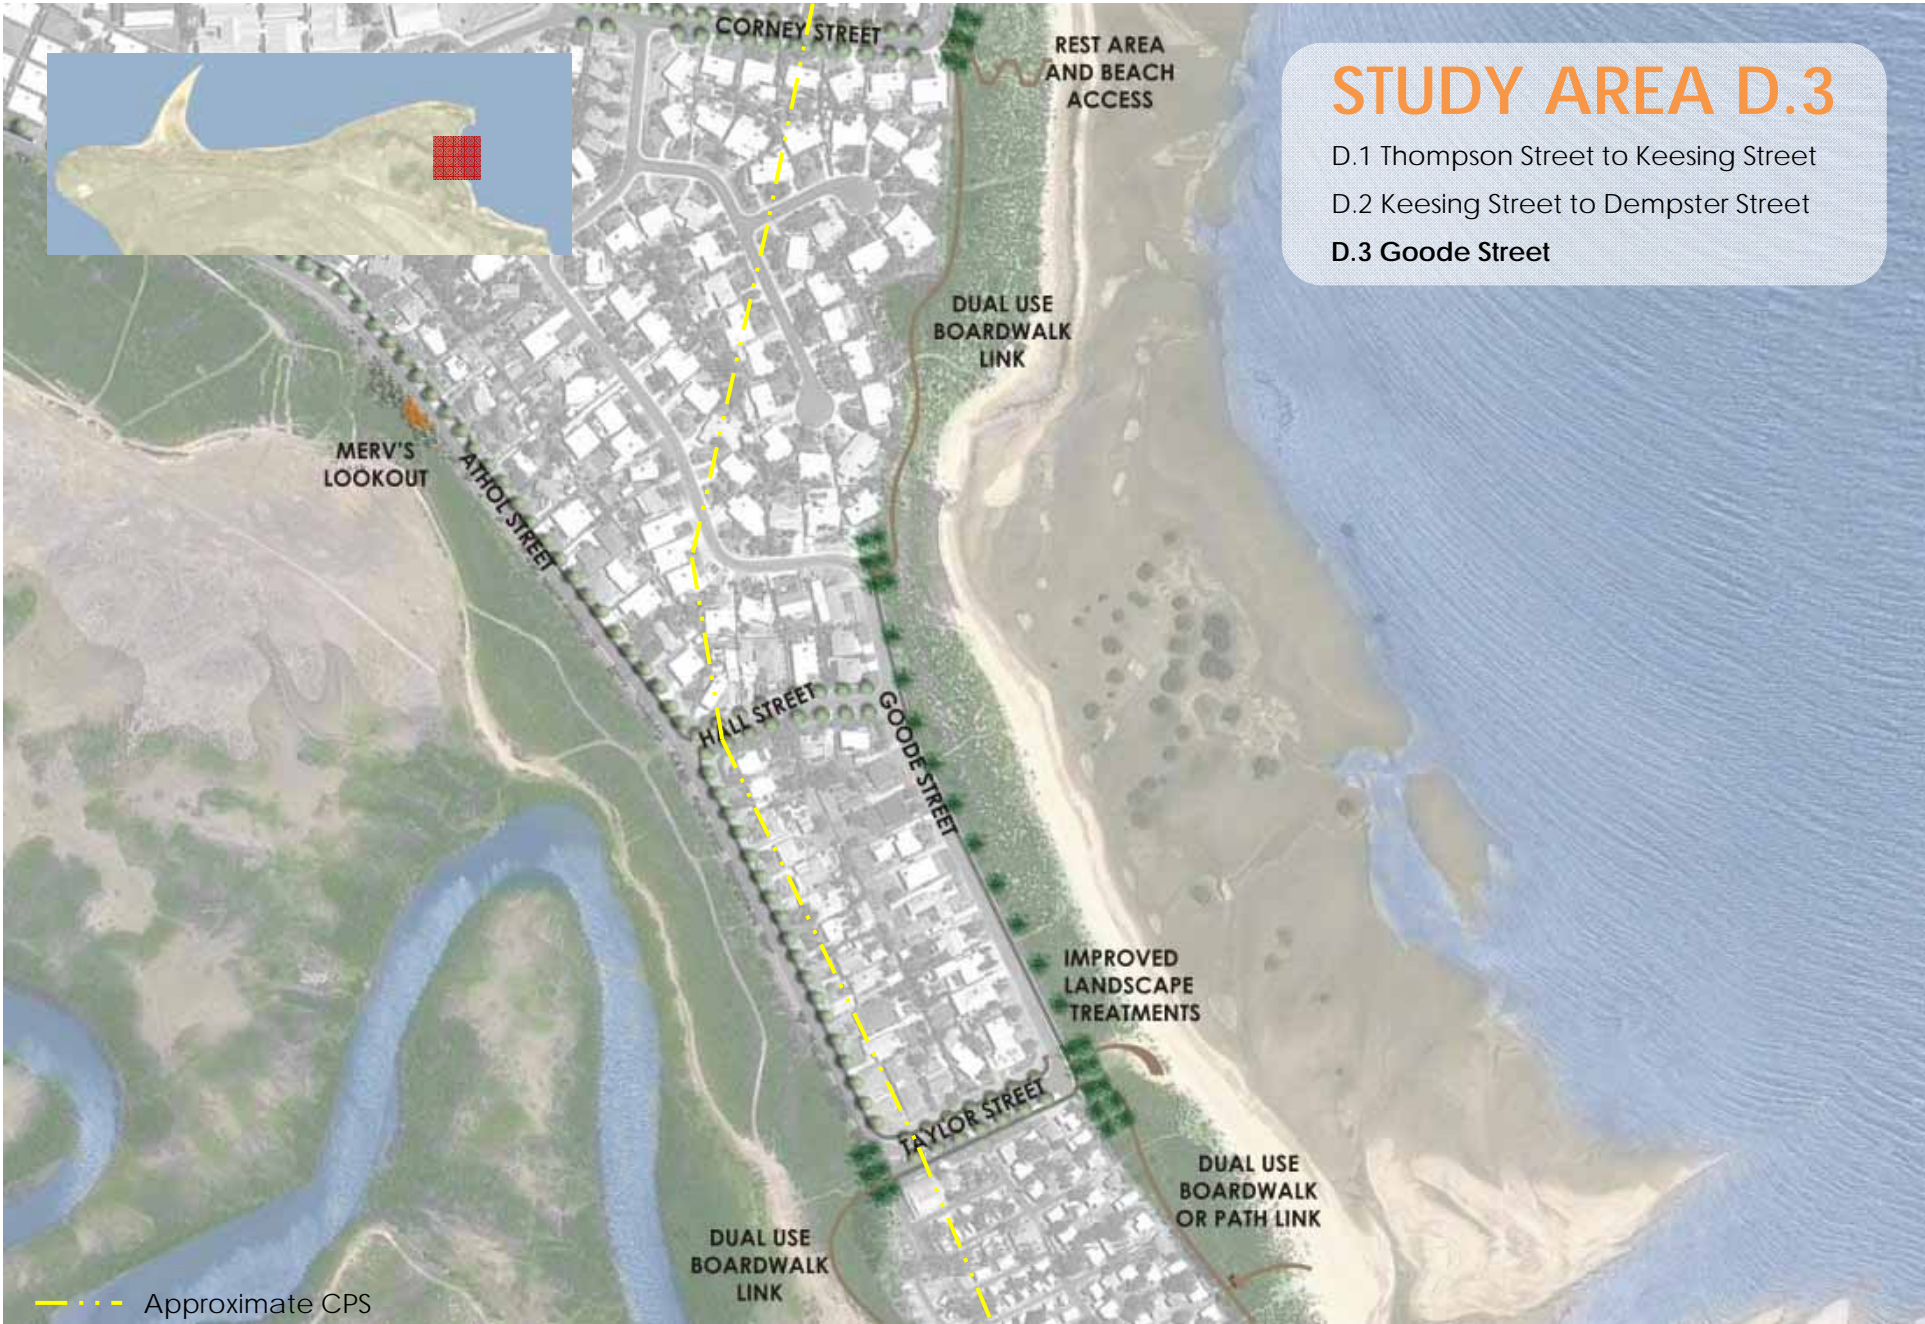 CORNEY STREET
REST AREA
AND BEACH
ACCESS
STUDY AREA D.3
D.1 Thompson Street to Keesing Street
D.2 Keesing Street to Dempster Street
D.3 Goode Street
DUAL USE
BOARDWALK
LINK
MERV'S
LOOKOUT
ATHOL STREET
HALL STREET
GOODE STREET
IMPROVED
LANDSCAPE
TREATMENTS
TAYLOR STREET
DUAL USE
BOARDWALK
OR PATH LINK
DUAL USE
BOARDWALK
LINK
Approximate CPS